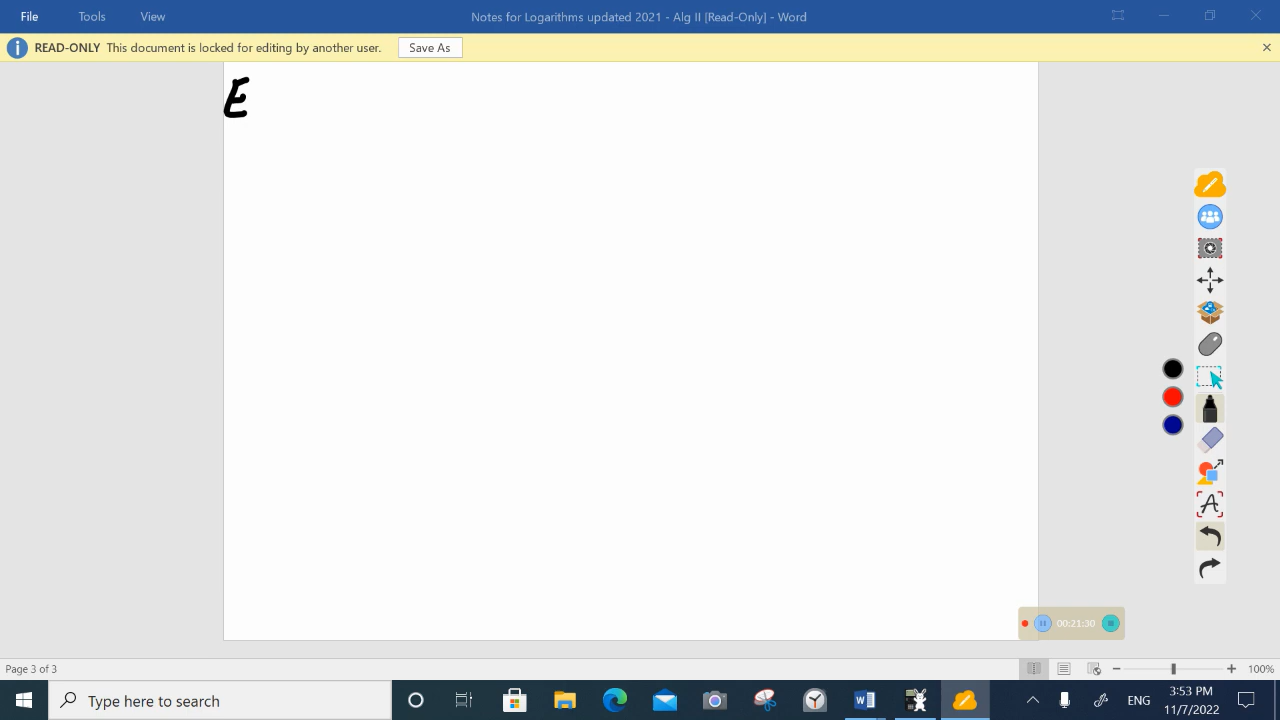 File Tools View Notes for Logarithms updated 2021 - Alg II [Read-Only] - Word
READ-ONLY This document is locked for editing by another user. Save As
E
00:21:30
Page 3 of 3 100%
Type here to search ENG 3:53 PM
11/7/2022